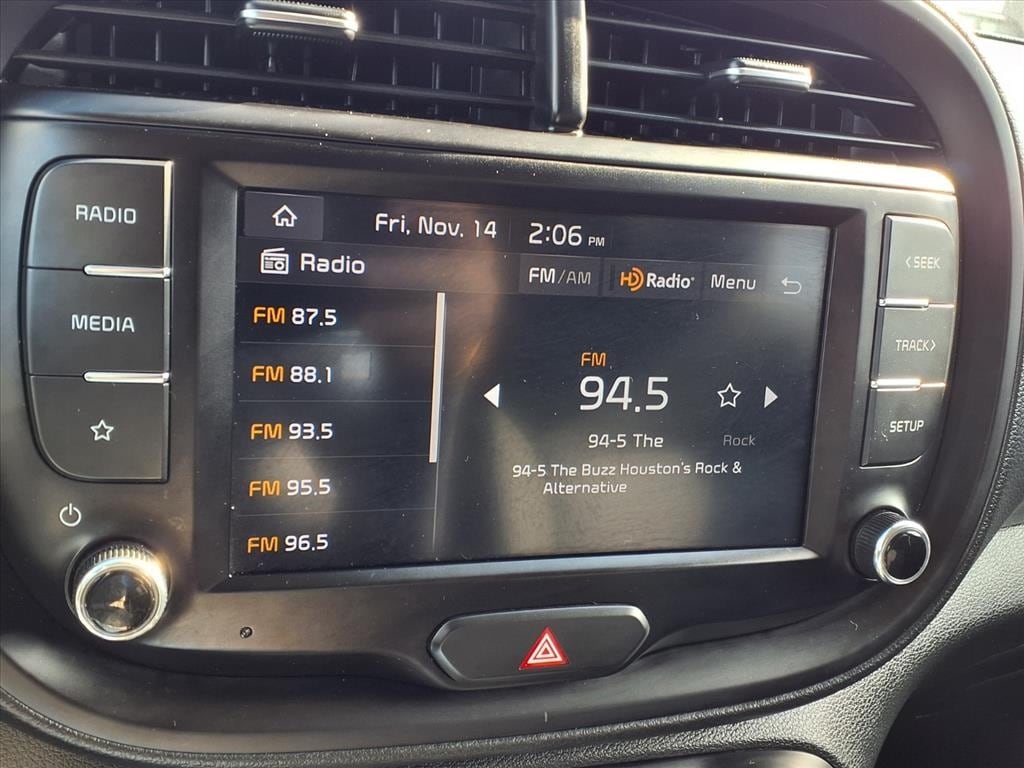 RADIO
MEDIA
Fri, Nov. 14 2:06 PM
Radio FM/AM HD Radio® Menu
FM 87.5
FM 88.1
FM 93.5
FM 95.5
FM 96.5
FM
94.5
94-5 The Rock
94-5 The Buzz Houston's Rock &
Alternative
< SEEK
TRACK >
SETUP